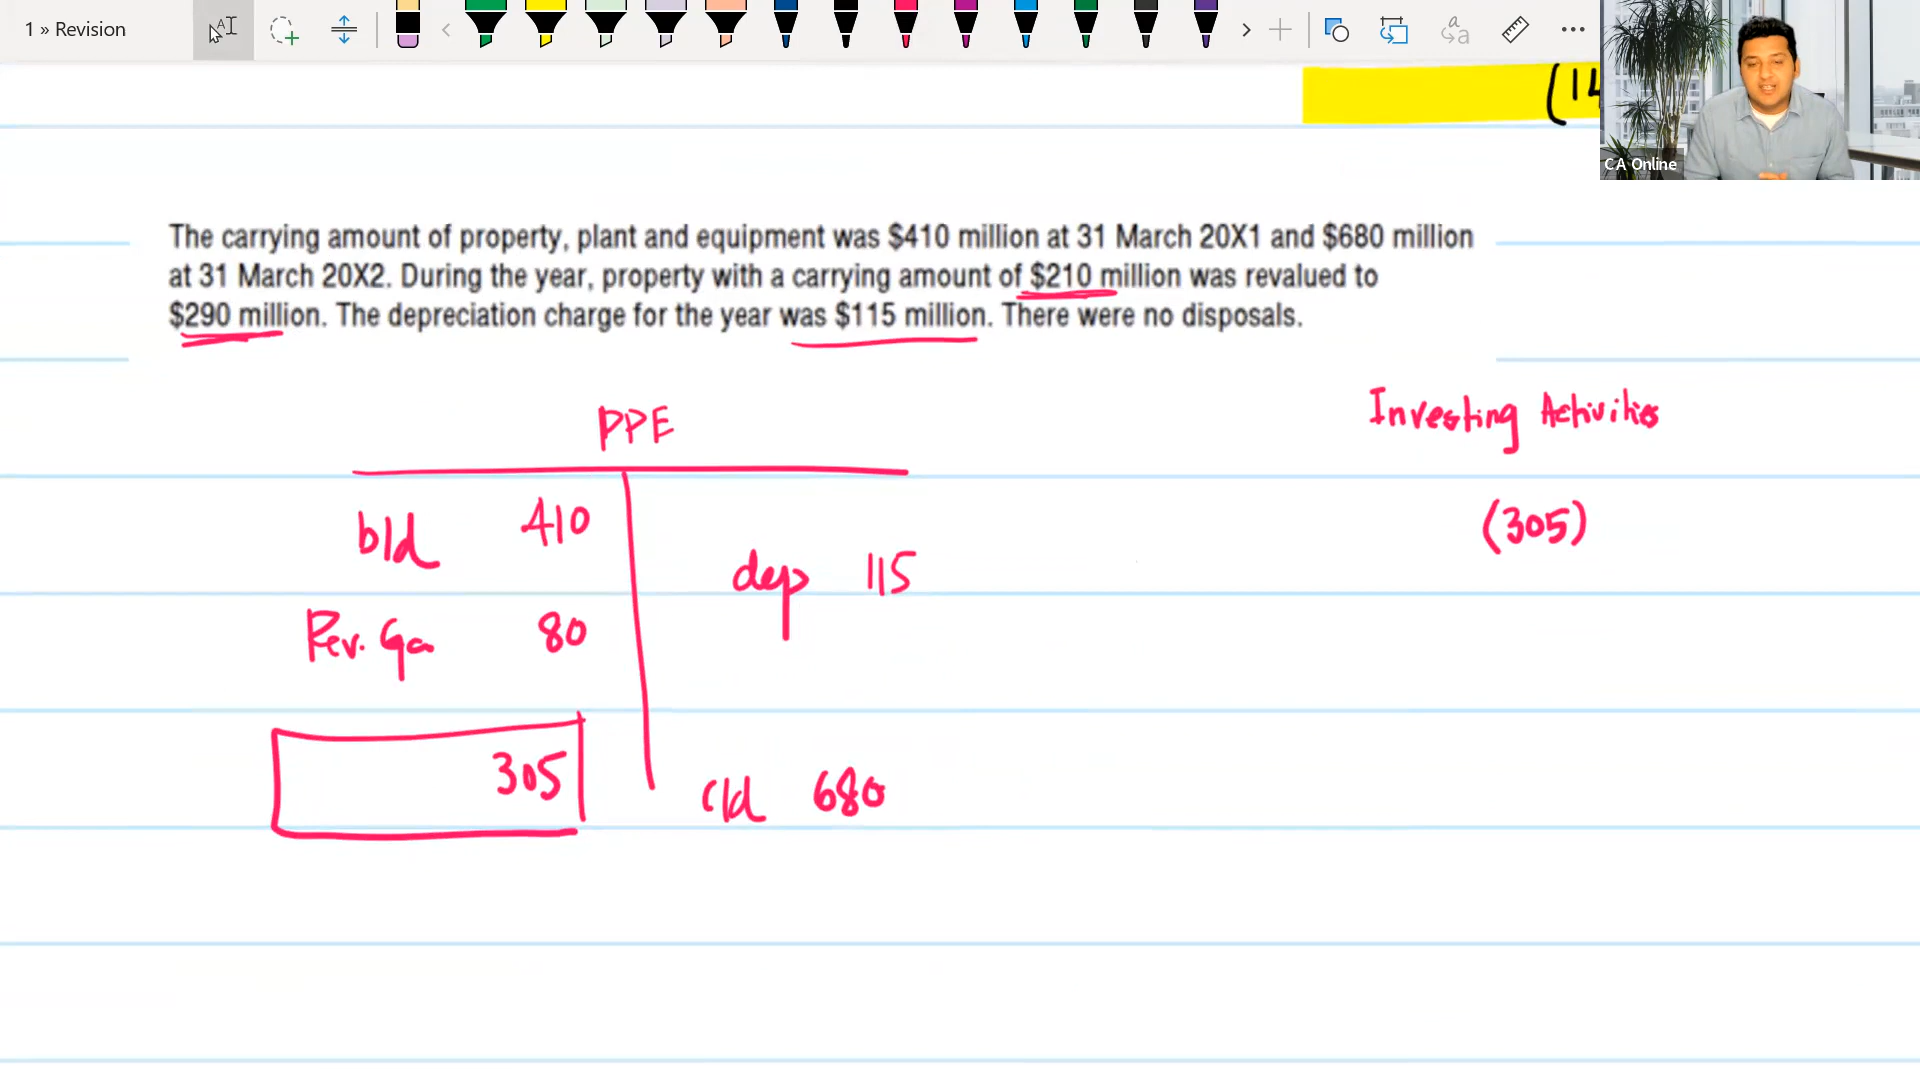 1 » Revision
(14
C A Online
The carrying amount of property, plant and equipment was $410 million at 31 March 20X1 and $680 million
at 31 March 20X2. During the year, property with a carrying amount of $210 million was revalued to
$290 million. The depreciation charge for the year was $115 million. There were no disposals.
PPE
Investing Activities
b/d 410
(305)
dep 115
Rev. Ga 80
305
c/d 680